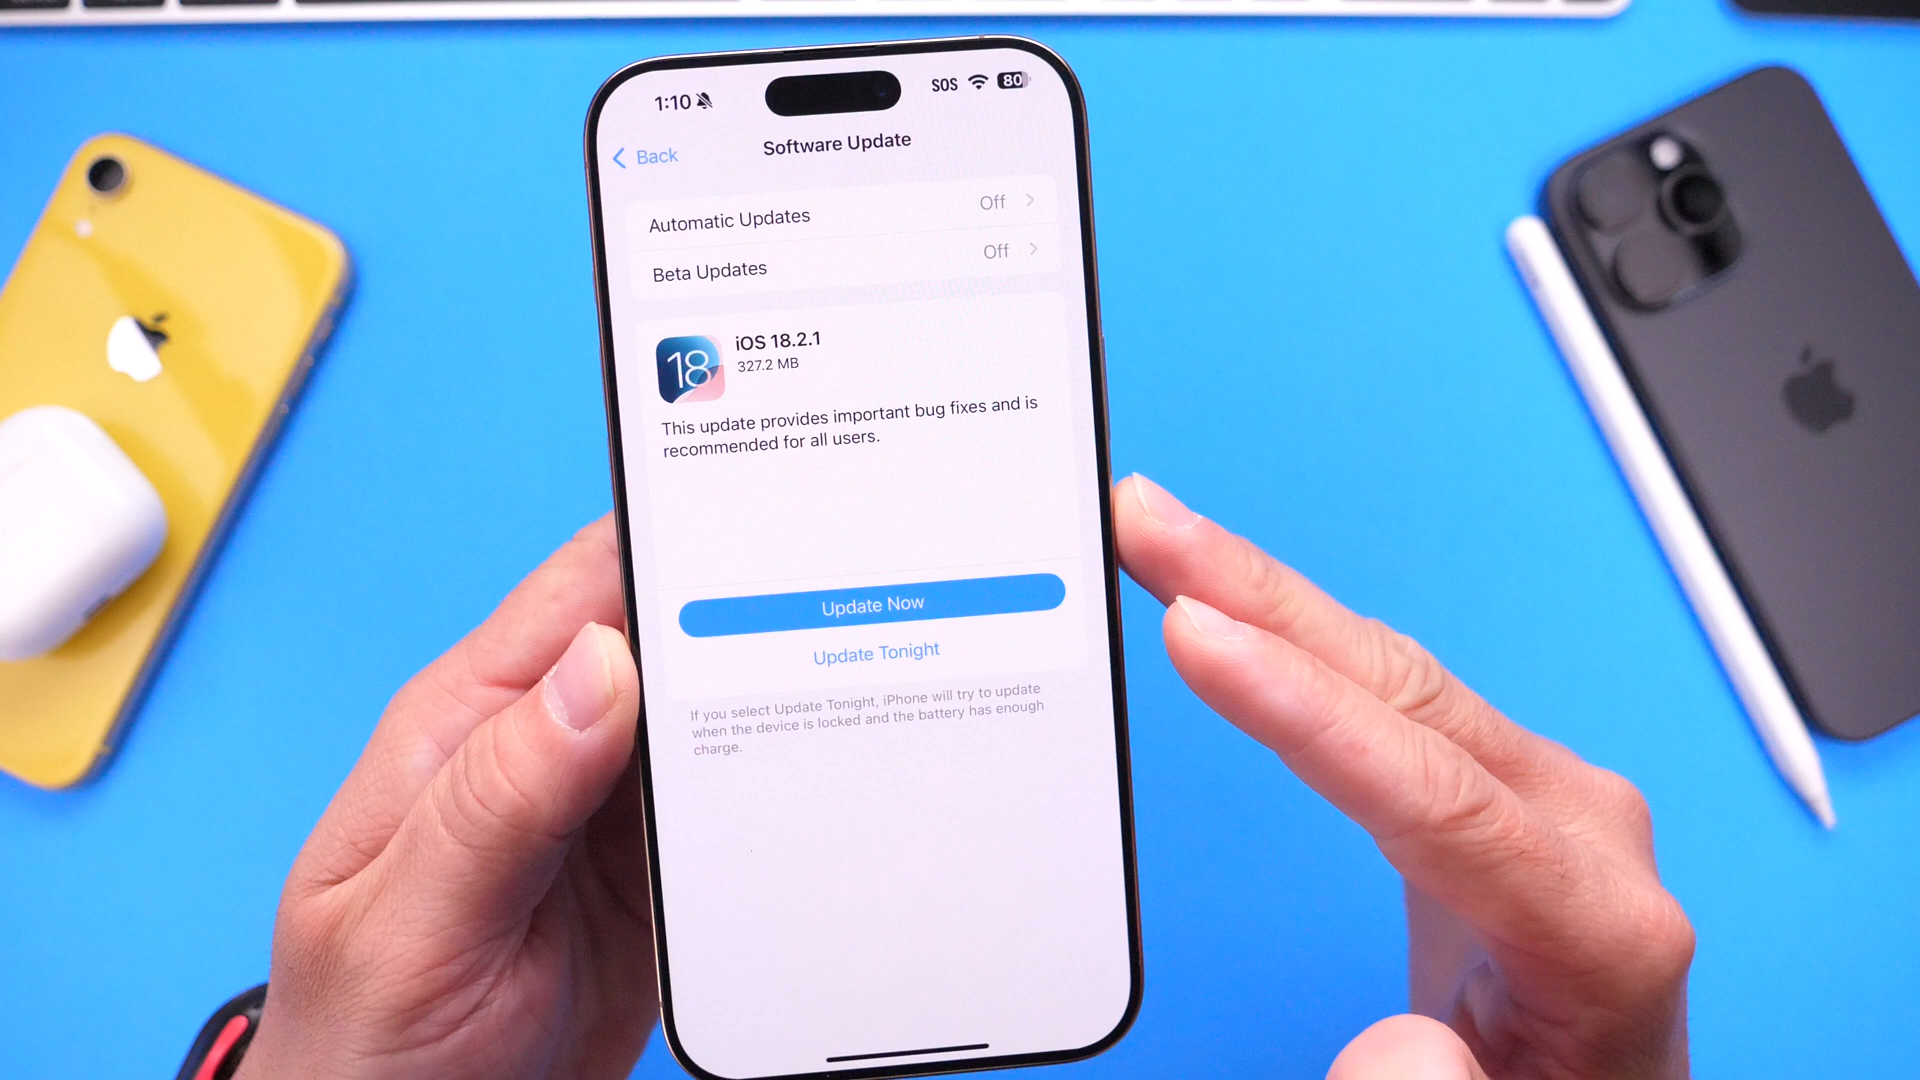 1:10
SOS 80
Back
Software Update
Automatic Updates Off
Beta Updates Off
18
iOS 18.2.1
327.2 MB
This update provides important bug fixes and is
recommended for all users.
Update Now
Update Tonight
If you select Update Tonight, iPhone will try to update
when the device is locked and the battery has enough
charge.